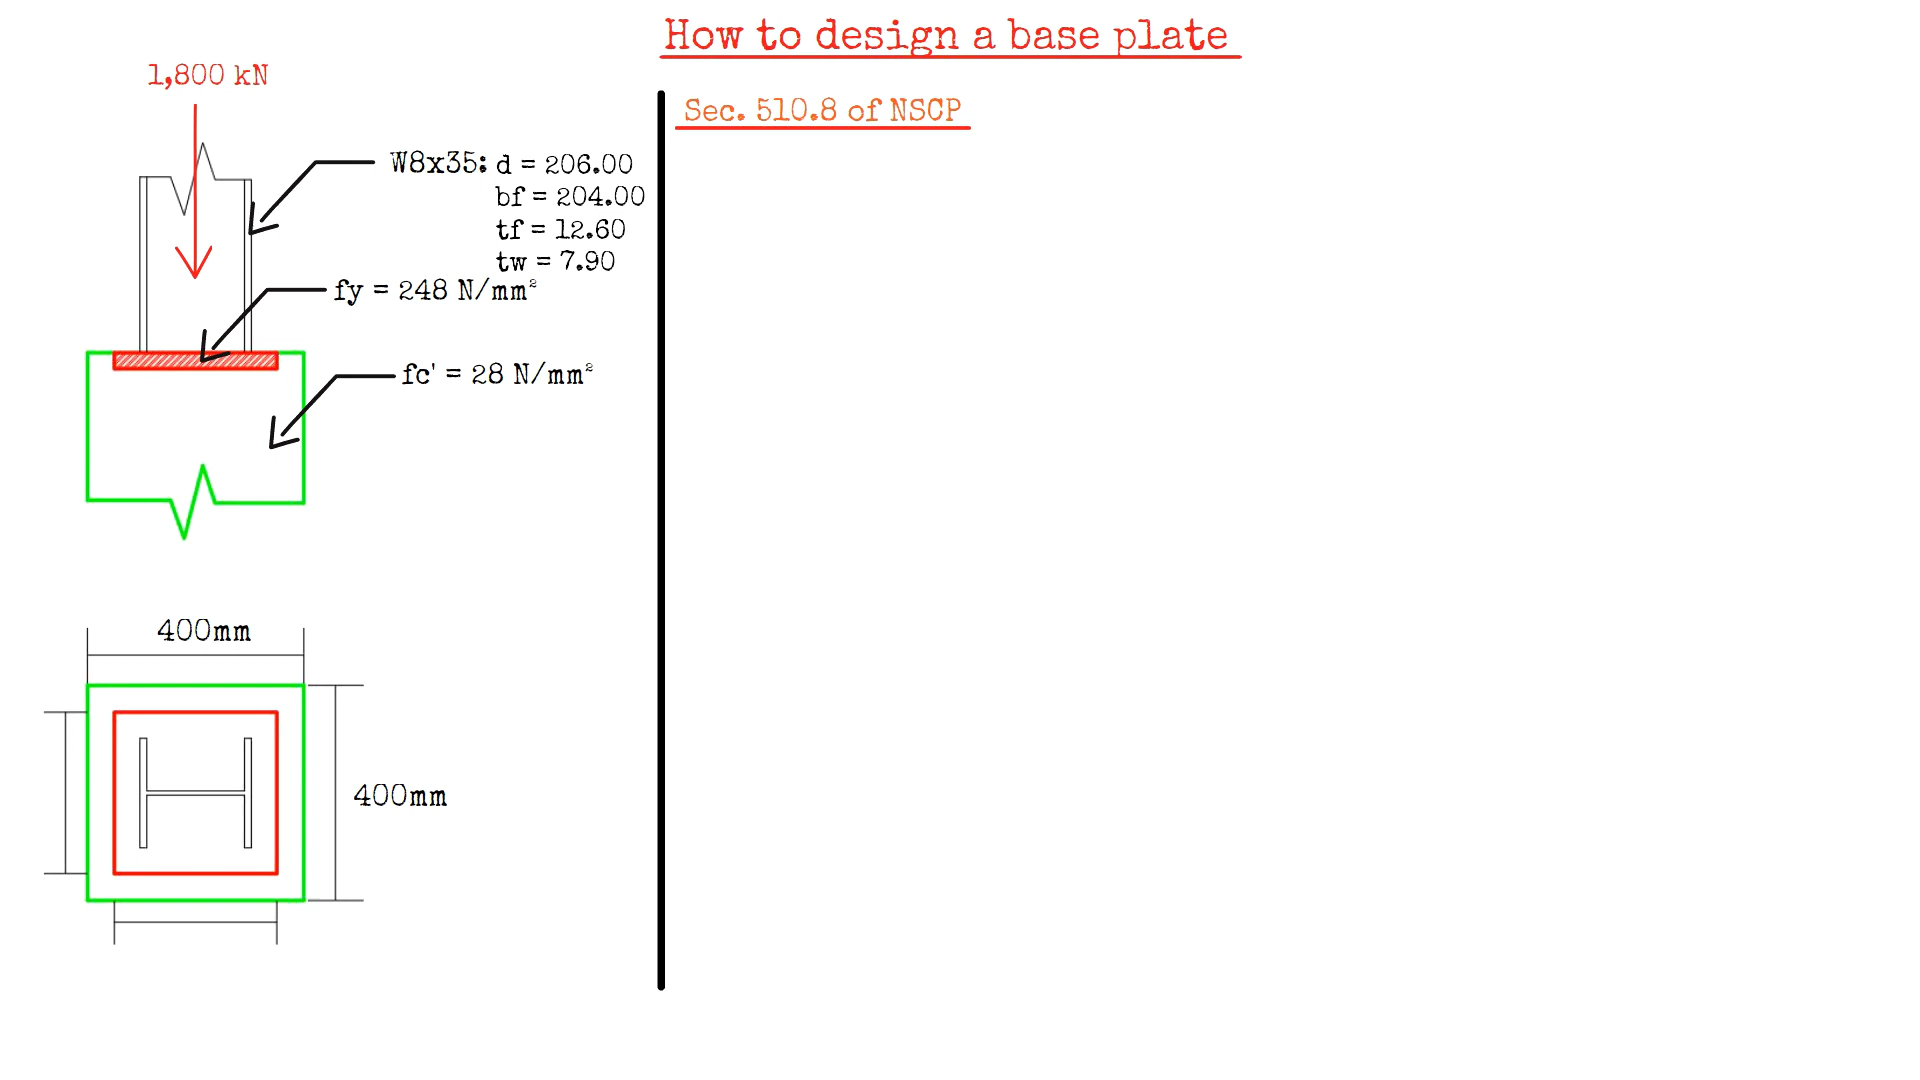 How to design a base plate
1,800 kN
Sec. 510.8 of NSCP
W8x35: d = 206.00
bf = 204.00
tf = 12.60
tw = 7.90
fy = 248 N/mm²
fc' = 28 N/mm²
400mm
400mm